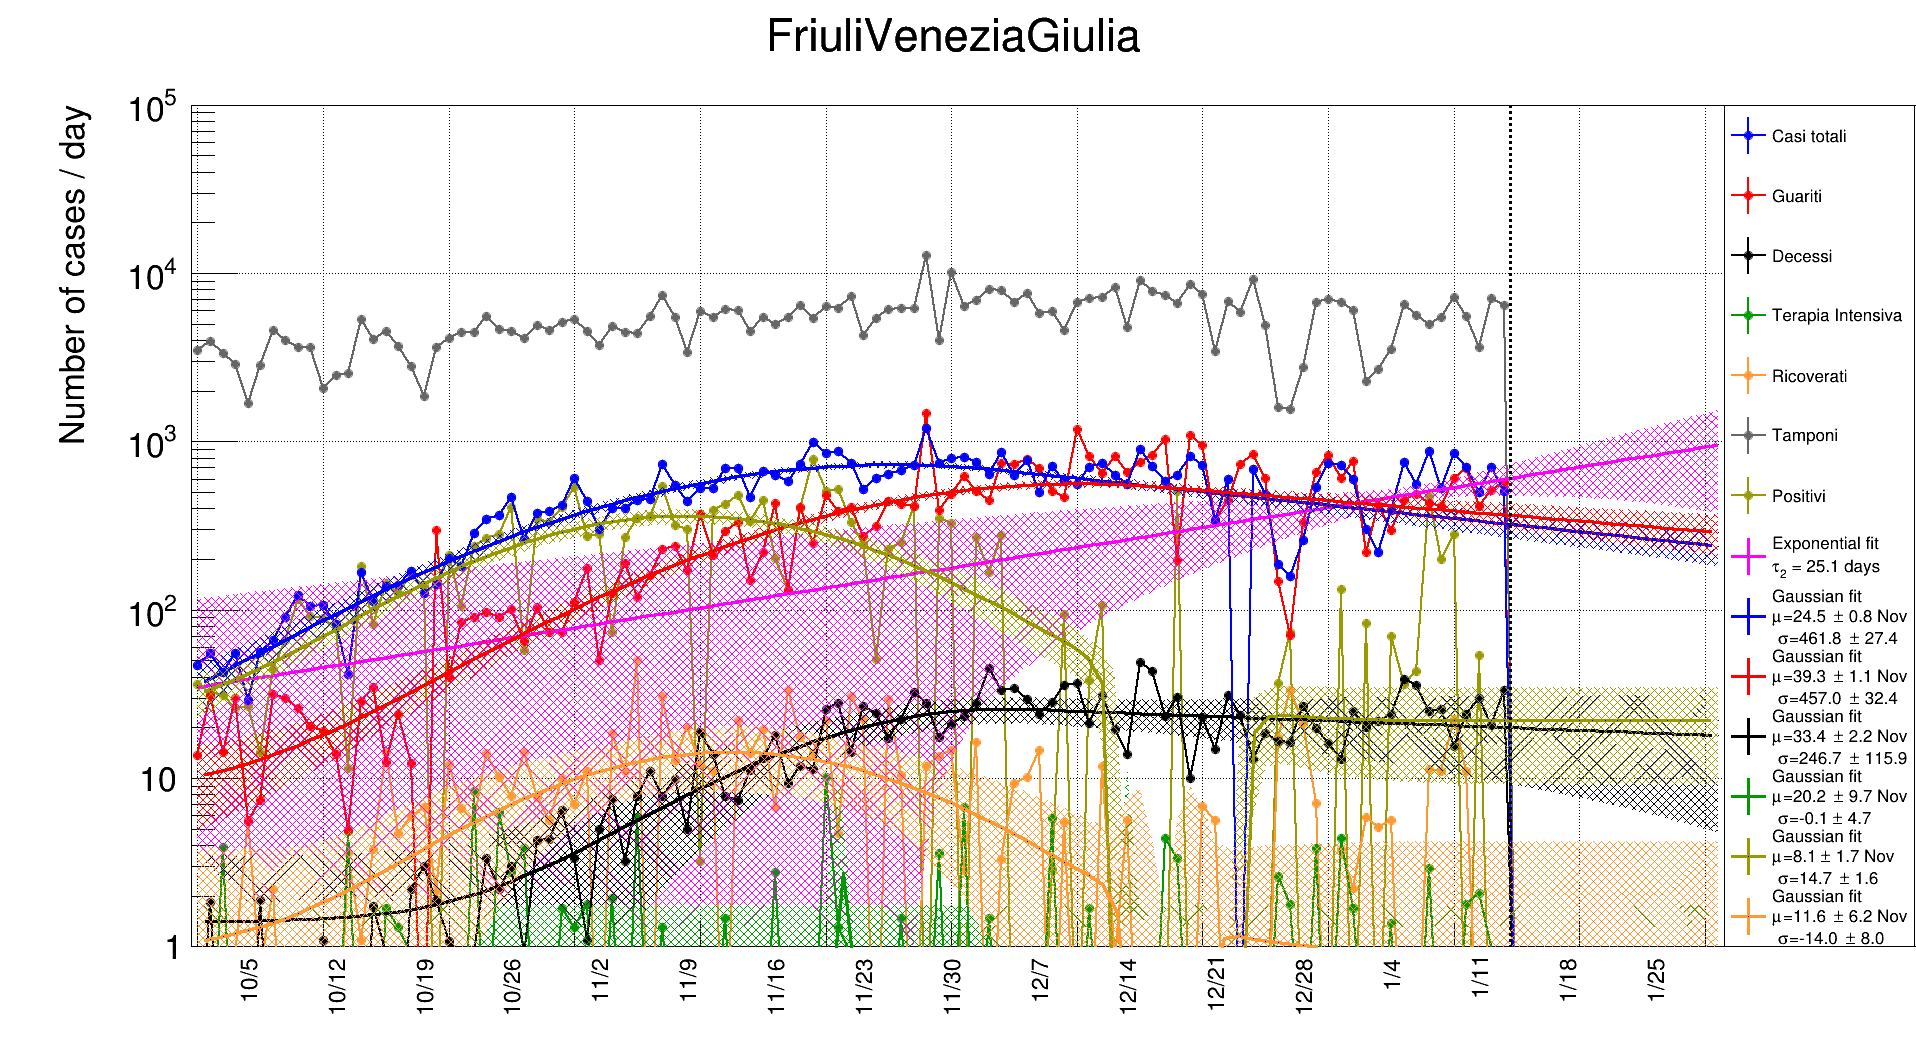 FriuliVeneziaGiulia
Number of cases / day
10^5
10^4
10^3
10^2
10
1
10/5
10/12
10/19
10/26
11/2
11/9
11/16
11/23
11/30
12/7
12/14
12/21
12/28
1/4
1/11
1/18
1/25
Casi totali
Guariti
Decessi
Terapia Intensiva
Ricoverati
Tamponi
Positivi
Exponential fit
τ₂ = 25.1 days
Gaussian fit
μ=24.5 ± 0.8 Nov
σ=461.8 ± 27.4
Gaussian fit
μ=39.3 ± 1.1 Nov
σ=457.0 ± 32.4
Gaussian fit
μ=33.4 ± 2.2 Nov
σ=246.7 ± 115.9
Gaussian fit
μ=20.2 ± 9.7 Nov
σ=-0.1 ± 4.7
Gaussian fit
μ=8.1 ± 1.7 Nov
σ=14.7 ± 1.6
Gaussian fit
μ=11.6 ± 6.2 Nov
σ=-14.0 ± 8.0